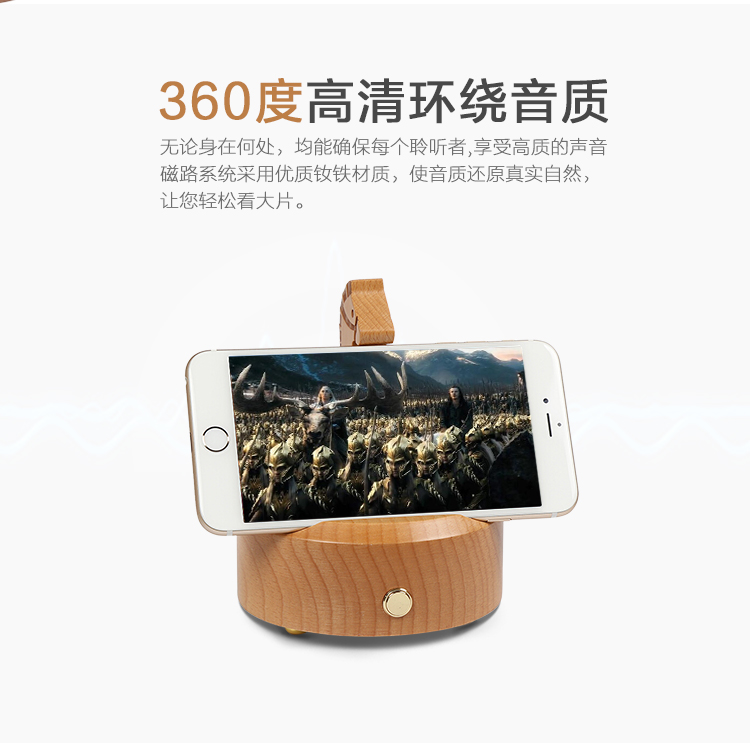 360度高清环绕音质
无论身在何处，均能确保每个聆听者,享受高质的声音
磁路系统采用优质钕铁材质，使音质还原真实自然，
让您轻松看大片。